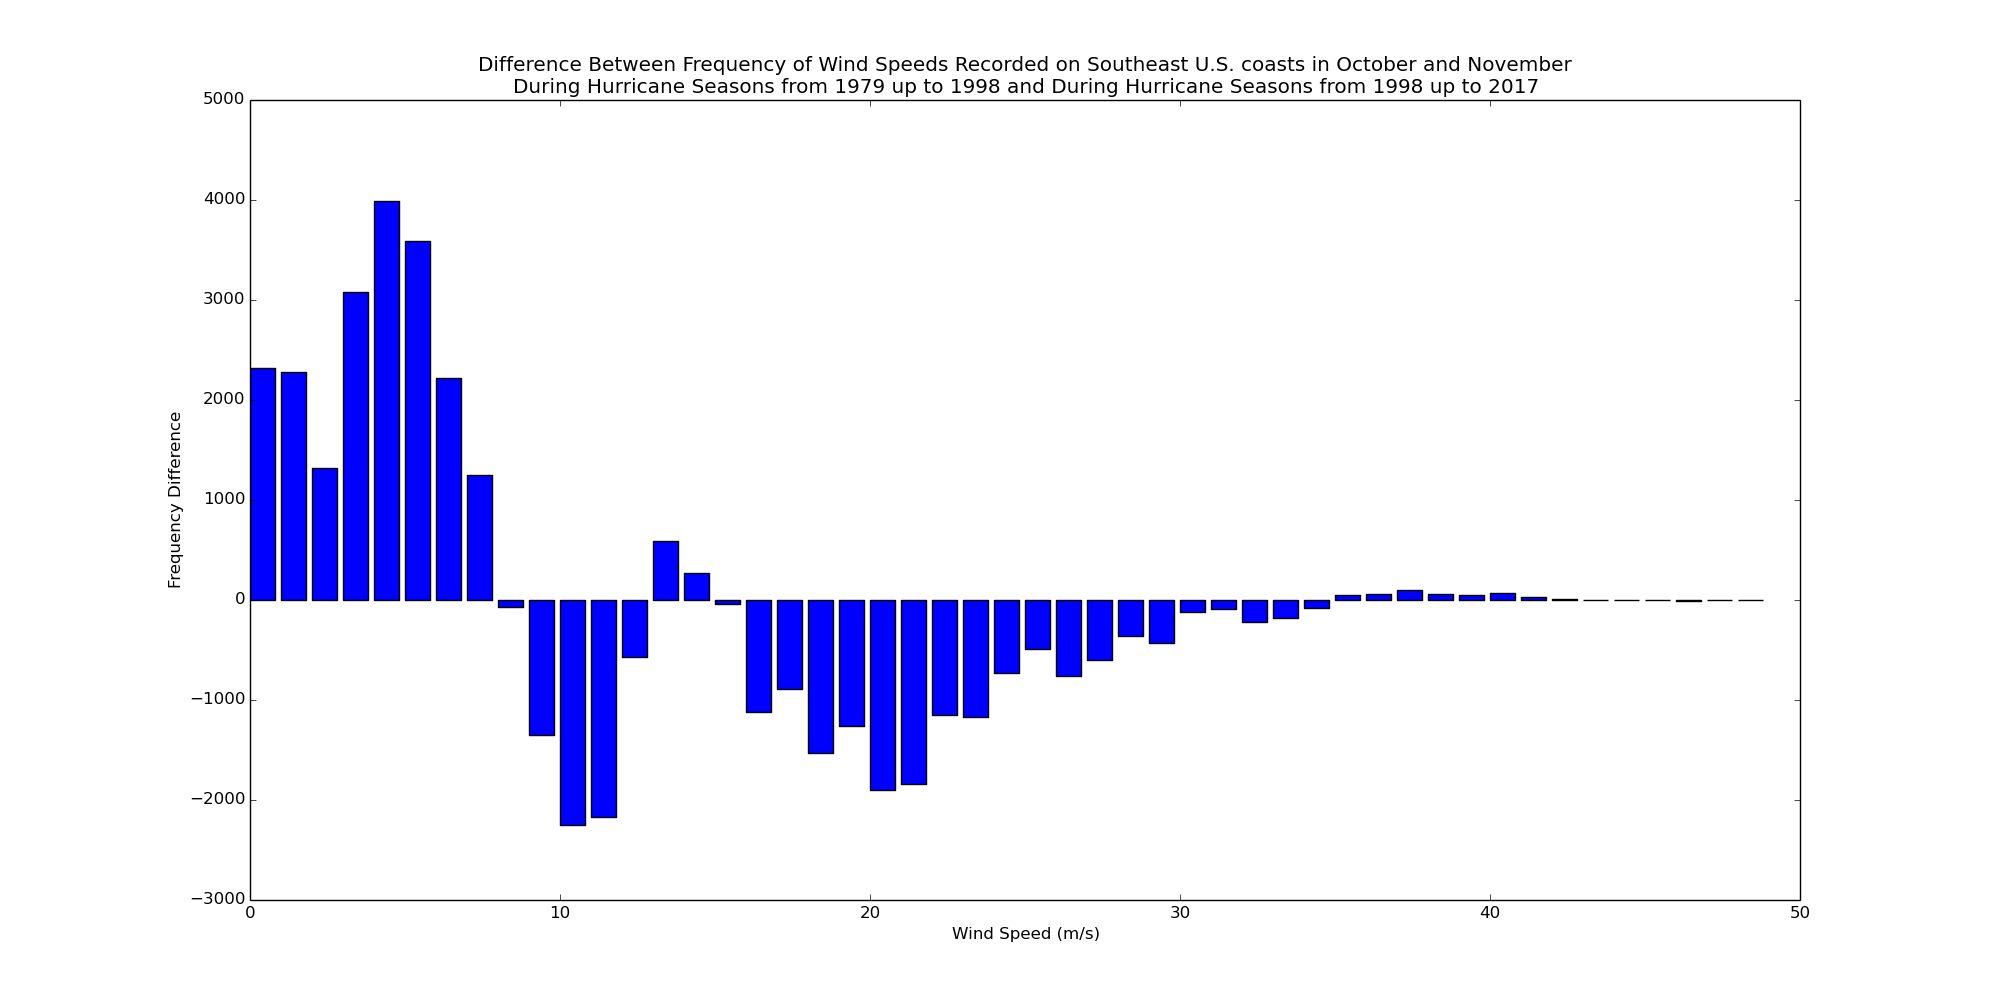 Difference Between Frequency of Wind Speeds Recorded on Southeast U.S. coasts in October and November
During Hurricane Seasons from 1979 up to 1998 and During Hurricane Seasons from 1998 up to 2017
5000
4000
3000
2000
1000
0
−1000
−2000
−3000
Frequency Difference
0 10 20 30 40 50
Wind Speed (m/s)